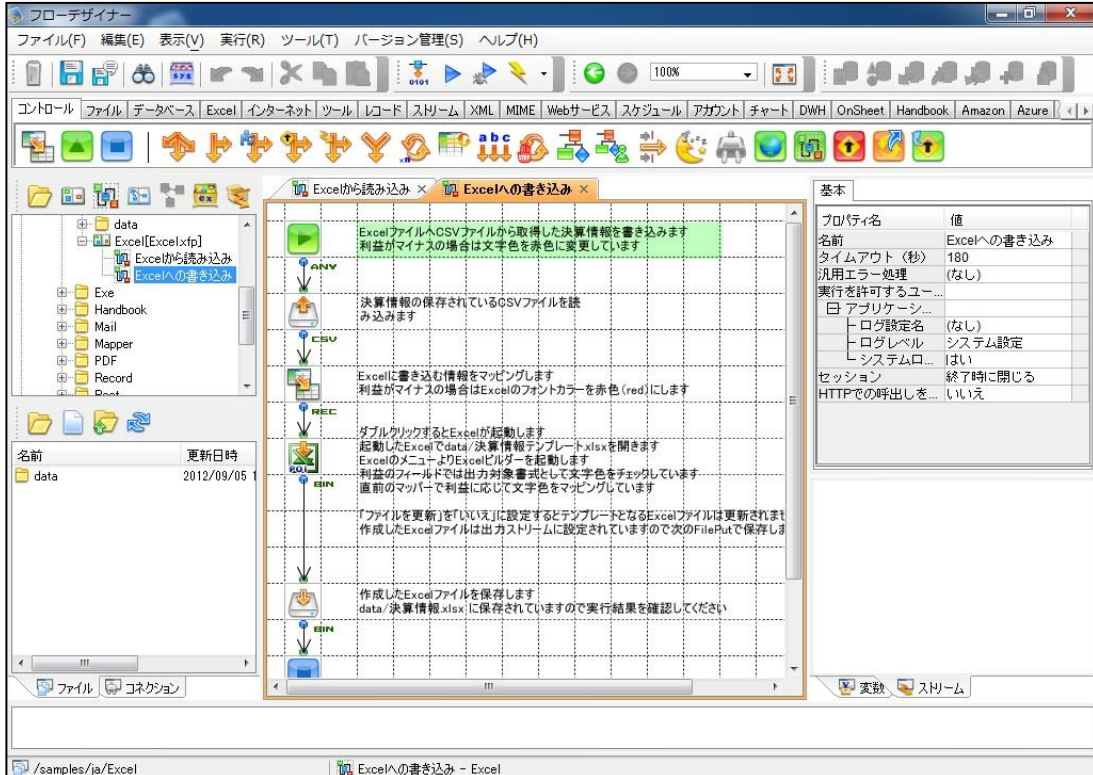 フローデザイナー
ファイル(F) 編集(E) 表示(V) 実行(R) ツール(T) バージョン管理(S) ヘルプ(H)
sys
0101
100%
コントロール ファイル データベース Excel インターネット ツール レコード ストリーム XML MIME Webサービス スケジュール アカウント チャート DWH OnSheet Handbook Amazon Azure
abc
ex
data
Excel[Excel.xfp]
Excelから読み込み
Excelへの書き込み
Exe
Handbook
Mail
Mapper
PDF
Record
名前 更新日時
data 2012/09/05 1
ファイル コネクション
Excelから読み込み × Excelへの書き込み ×
ExcelファイルへCSVファイルから取得した決算情報を書き込みます
利益がマイナスの場合は文字色を赤色に変更しています
ANY
決算情報の保存されているCSVファイルを読
み込みます
CSV
Excelに書き込む情報をマッピングします
利益がマイナスの場合はExcelのフォントカラーを赤色(red)にします
REC
ダブルクリックするとExcelが起動します
起動したExcelでdata/決算情報テンプレート.xlsxを開きます
ExcelのメニューよりExcelビルダーを起動します
利益のフィールドでは出力対象書式として文字色をチェックしています
直前のマッパーで利益に応じて文字色をマッピングしています
POI
BIN
「ファイルを更新」を「いいえ」に設定するとテンプレートとなるExcelファイルは更新されませ
作成したExcelファイルは出力ストリームに設定されていますので次のFilePutで保存しま
作成したExcelファイルを保存します
data/決算情報.xlsx に保存されていますので実行結果を確認してください
BIN
基本
プロパティ名 値
名前 Excelへの書き込み
タイムアウト (秒) 180
汎用エラー処理 (なし)
実行を許可するユー...
アプリケーシ...
ログ設定名 (なし)
ログレベル システム設定
システムロ... はい
セッション 終了時に閉じる
HTTPでの呼出しを... いいえ
変数 ストリーム
/samples/ja/Excel Excelへの書き込み - Excel